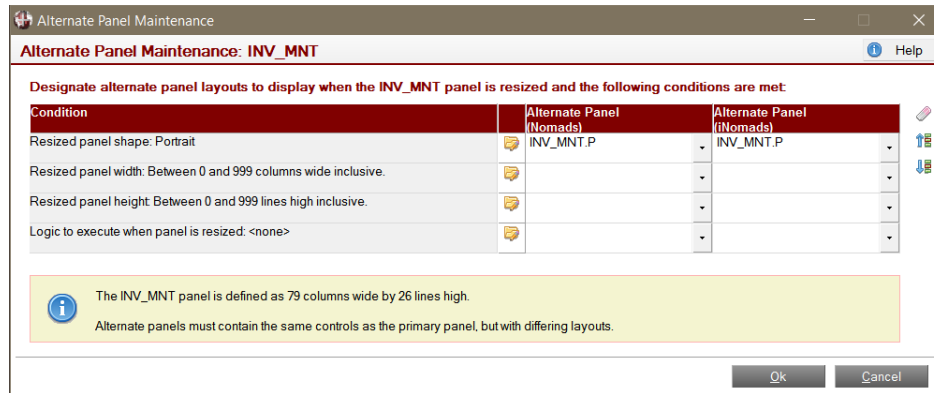 Alternate Panel Maintenance
Alternate Panel Maintenance: INV_MNT
Help
Designate alternate panel layouts to display when the INV_MNT panel is resized and the following conditions are met:
Condition
Alternate Panel
(Nomads)
Alternate Panel
(iNomads)
Resized panel shape: Portrait
INV_MNT.P
INV_MNT.P
Resized panel width: Between 0 and 999 columns wide inclusive.
Resized panel height: Between 0 and 999 lines high inclusive.
Logic to execute when panel is resized: <none>
The INV_MNT panel is defined as 79 columns wide by 26 lines high.
Alternate panels must contain the same controls as the primary panel, but with differing layouts.
Ok
Cancel